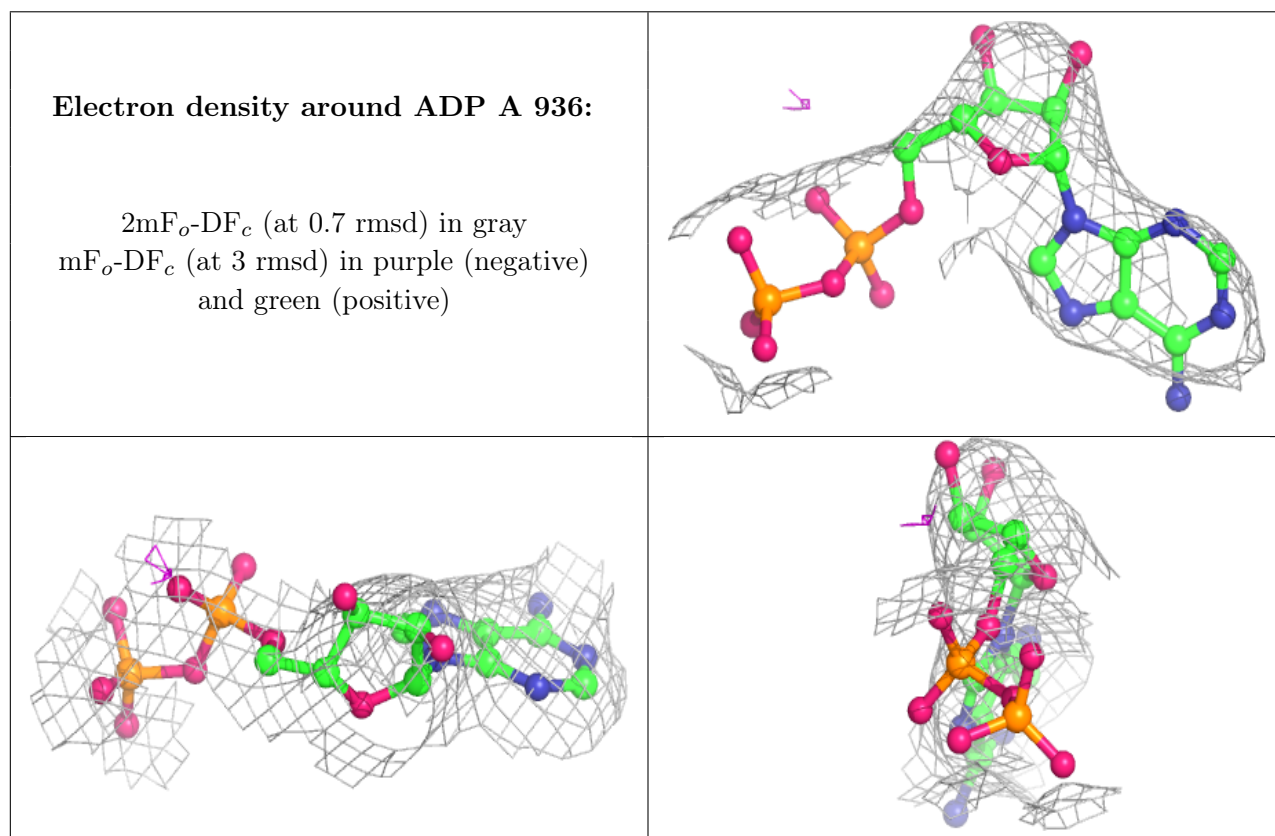 Electron density around ADP A 936:
2mFo-DFc (at 0.7 rmsd) in gray
mFo-DFc (at 3 rmsd) in purple (negative)
and green (positive)